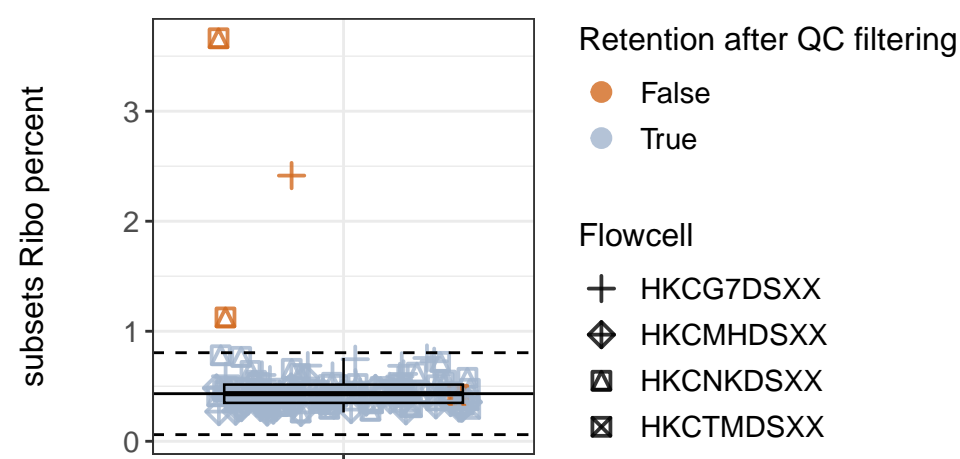 subsets Ribo percent
3
2
1
0
Retention after QC filtering
False
True
Flowcell
HKCG7DSXX
HKCMHDSXX
HKCNKDSXX
HKCTMDSXX